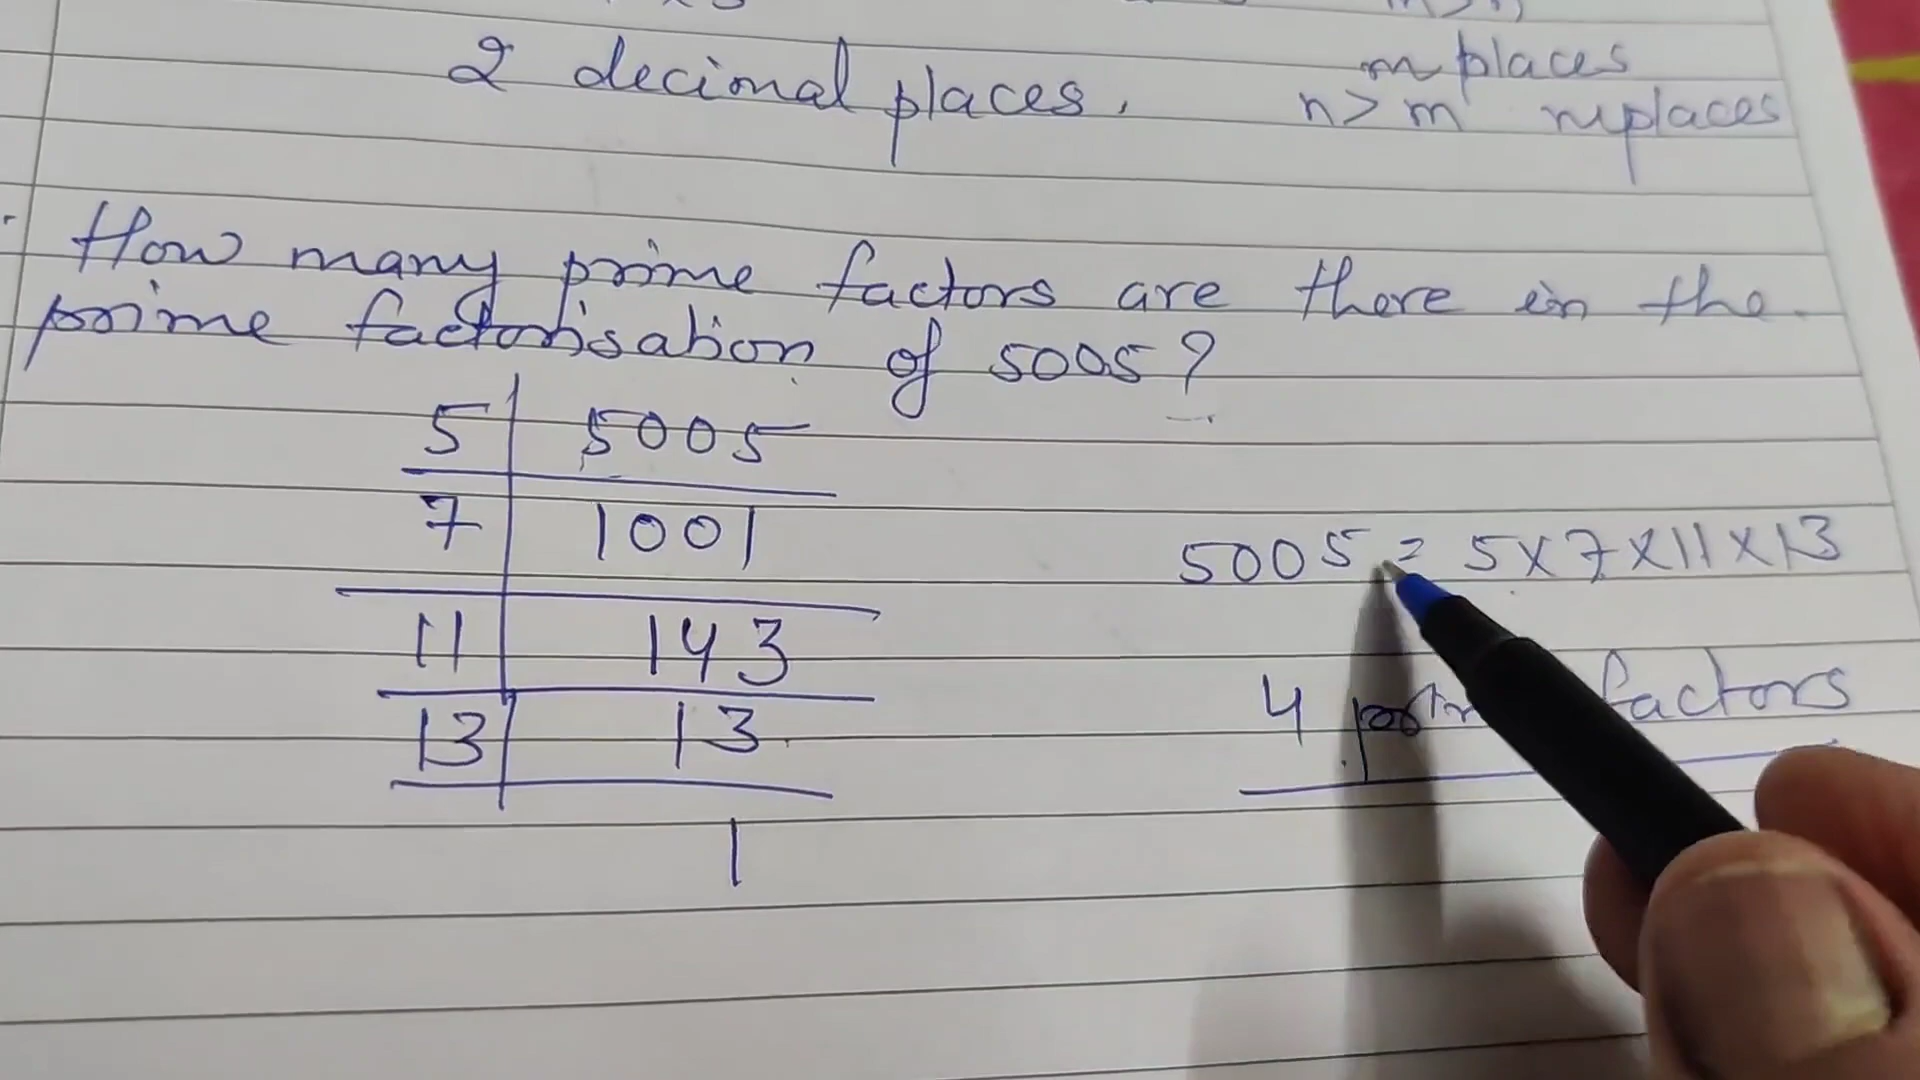 2 decimal places.
m>n
m places
n>m n places
How many prime factors are there in the
prime factorisation of 5005?
5 | 5005
7 | 1001
11 | 143
13 | 13
1
5005 = 5×7×11×13
4 factors